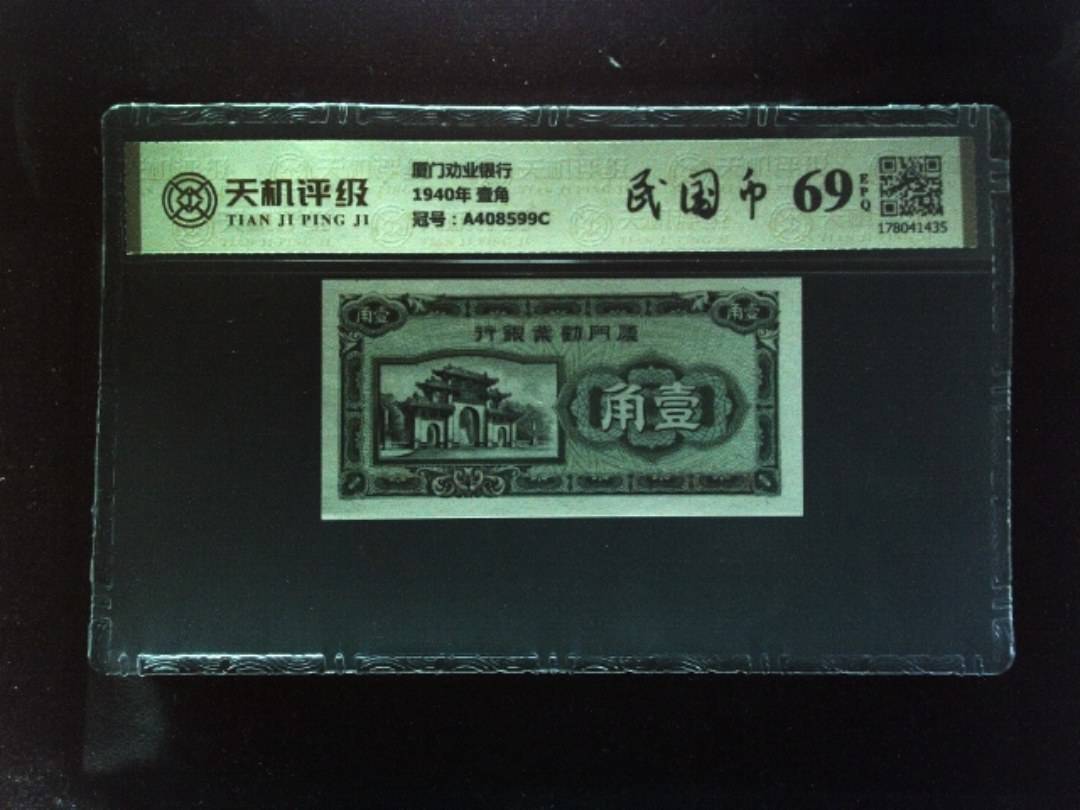 天机评级
TIAN JI PING JI
厦门劝业银行
1940年 壹角
冠号：A408599C
民国币
69
EPQ
178041435
角壹
角壹
行銀業勸門廈
角壹